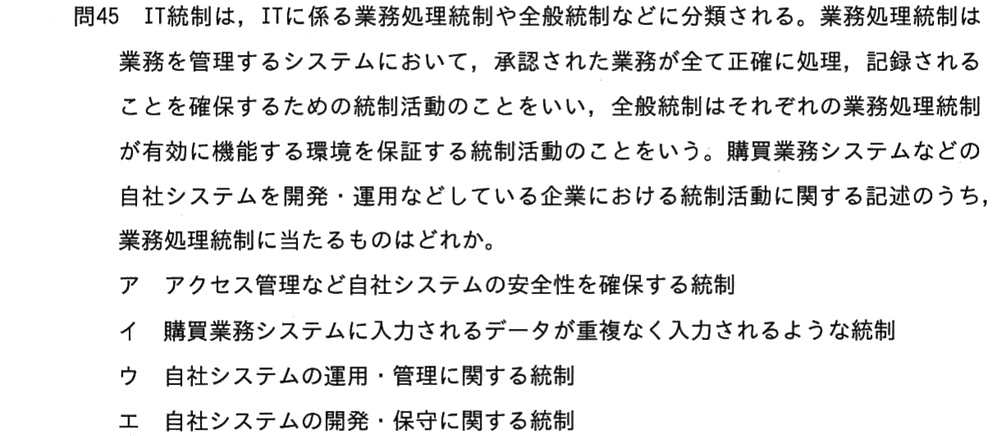 問45 IT統制は，ITに係る業務処理統制や全般統制などに分類される。業務処理統制は
業務を管理するシステムにおいて，承認された業務が全て正確に処理，記録される
ことを確保するための統制活動のことをいい，全般統制はそれぞれの業務処理統制
が有効に機能する環境を保証する統制活動のことをいう。購買業務システムなどの
自社システムを開発・運用などしている企業における統制活動に関する記述のうち，
業務処理統制に当たるものはどれか。
ア アクセス管理など自社システムの安全性を確保する統制
イ 購買業務システムに入力されるデータが重複なく入力されるような統制
ウ 自社システムの運用・管理に関する統制
エ 自社システムの開発・保守に関する統制